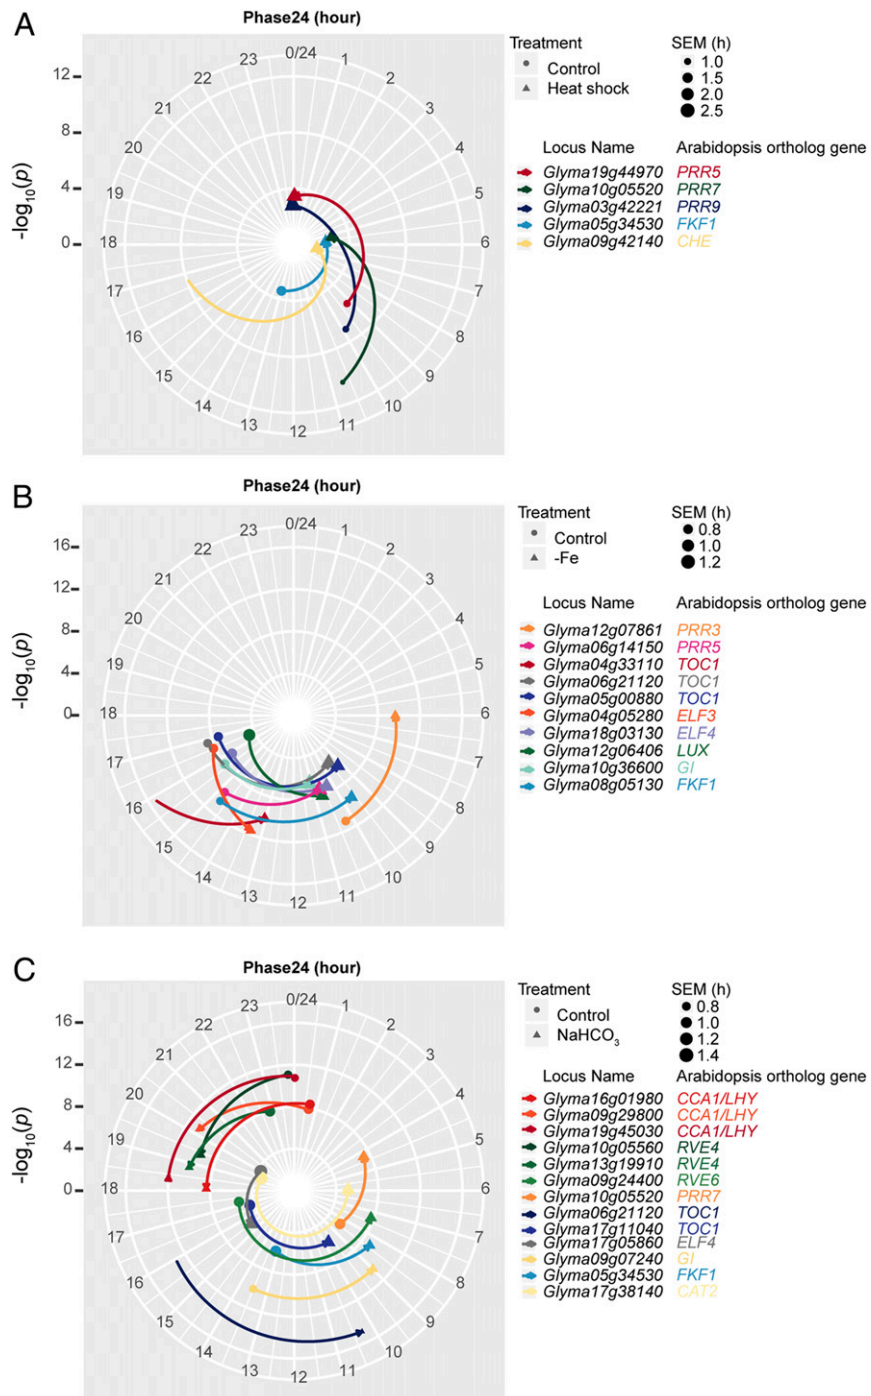 A
Phase24 (hour)
-log10(p)
12
8
4
0
0/24
1
2
3
4
5
6
7
8
9
10
11
12
13
14
15
16
17
18
19
20
21
22
23
Treatment
Control
Heat shock
SEM (h)
1.0
1.5
2.0
2.5
Locus Name Arabidopsis ortholog gene
Glyma19g44970 PRR5
Glyma10g05520 PRR7
Glyma03g42221 PRR9
Glyma05g34530 FKF1
Glyma09g42140 CHE
B
Phase24 (hour)
-log10(p)
16
12
8
4
0
0/24
1
2
3
4
5
6
7
8
9
10
11
12
13
14
15
16
17
18
19
20
21
22
23
Treatment
Control
-Fe
SEM (h)
0.8
1.0
1.2
Locus Name Arabidopsis ortholog gene
Glyma12g07861 PRR3
Glyma06g14150 PRR5
Glyma04g33110 TOC1
Glyma06g21120 TOC1
Glyma05g00880 TOC1
Glyma04g05280 ELF3
Glyma18g03130 ELF4
Glyma12g06406 LUX
Glyma10g36600 GI
Glyma08g05130 FKF1
C
Phase24 (hour)
-log10(p)
16
12
8
4
0
0/24
1
2
3
4
5
6
7
8
9
10
11
12
13
14
15
16
17
18
19
20
21
22
23
Treatment
Control
NaHCO3
SEM (h)
0.8
1.0
1.2
1.4
Locus Name Arabidopsis ortholog gene
Glyma16g01980 CCA1/LHY
Glyma09g29800 CCA1/LHY
Glyma19g45030 CCA1/LHY
Glyma10g05560 RVE4
Glyma13g19910 RVE4
Glyma09g24400 RVE6
Glyma10g05520 PRR7
Glyma06g21120 TOC1
Glyma17g11040 TOC1
Glyma17g05860 ELF4
Glyma09g07240 GI
Glyma05g34530 FKF1
Glyma17g38140 CAT2